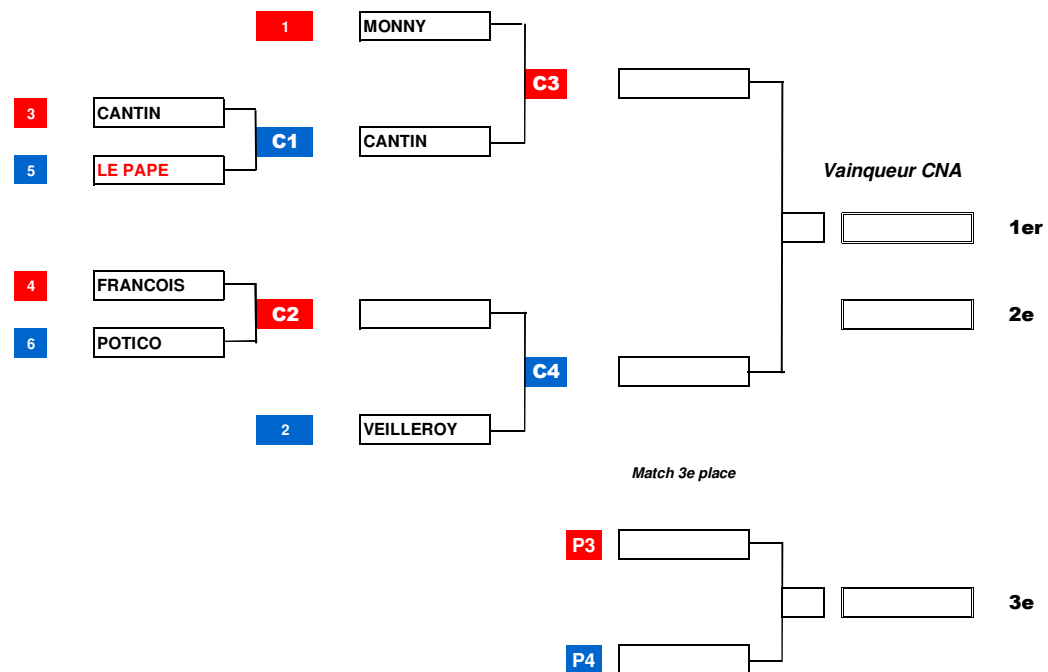 1 MONNY
C3
3 CANTIN
C1 CANTIN
5 LE PAPE
Vainqueur CNA
1er
4 FRANCOIS
C2
2e
6 POTICO
C4
2 VEILLEROY
Match 3e place
P3
3e
P4